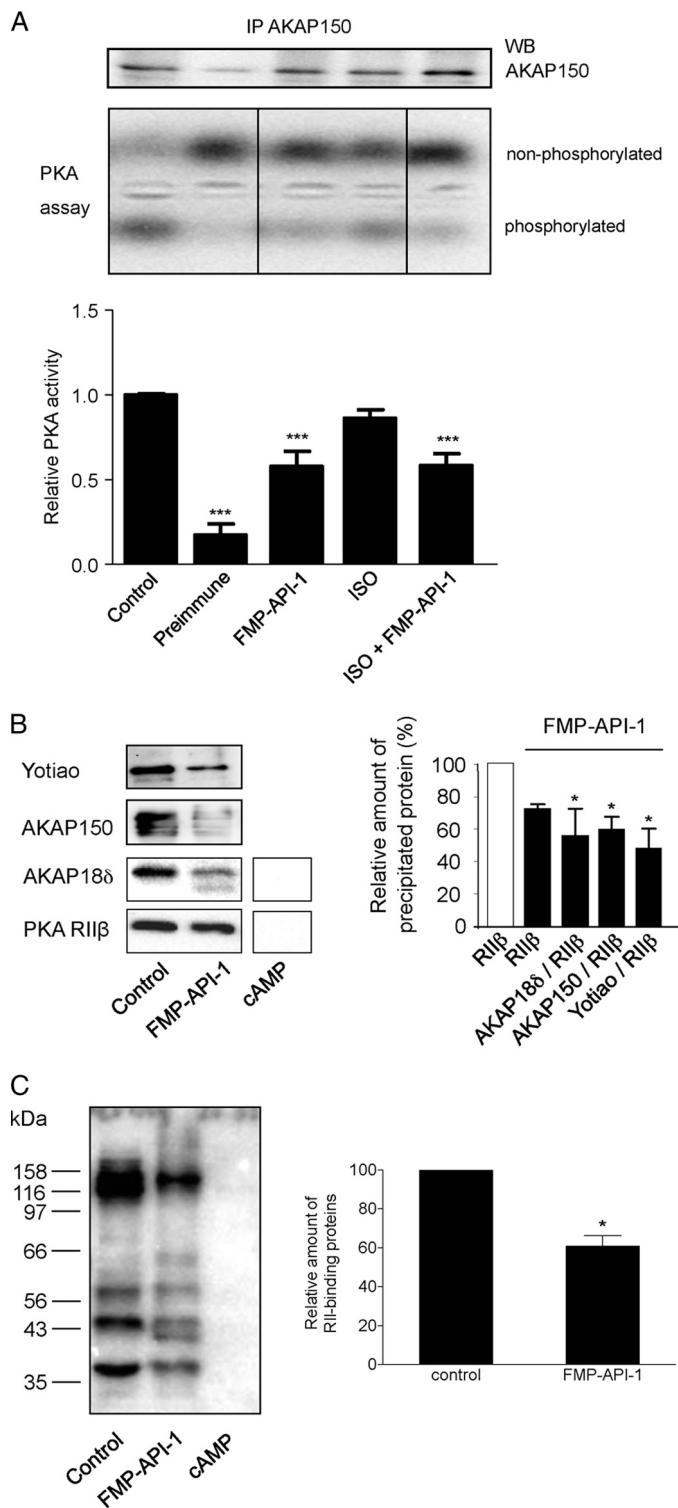 A
IP AKAP150
WB
AKAP150
PKA
assay
non-phosphorylated
phosphorylated
Relative PKA activity
1.5
1.0
0.5
0.0
***
***
***
Control
Preimmune
FMP-API-1
ISO
ISO + FMP-API-1
B
Yotiao
AKAP150
AKAP18δ
PKA RIIβ
Control
FMP-API-1
cAMP
FMP-API-1
Relative amount of
precipitated protein (%)
100
80
60
40
20
0
*
*
*
RIIβ
RIIβ
AKAP18δ / RIIβ
AKAP150 / RIIβ
Yotiao / RIIβ
C
kDa
158
116
97
66
56
43
35
Control
FMP-API-1
cAMP
Relative amount of
RII-binding proteins
100
80
60
40
20
0
*
control
FMP-API-1